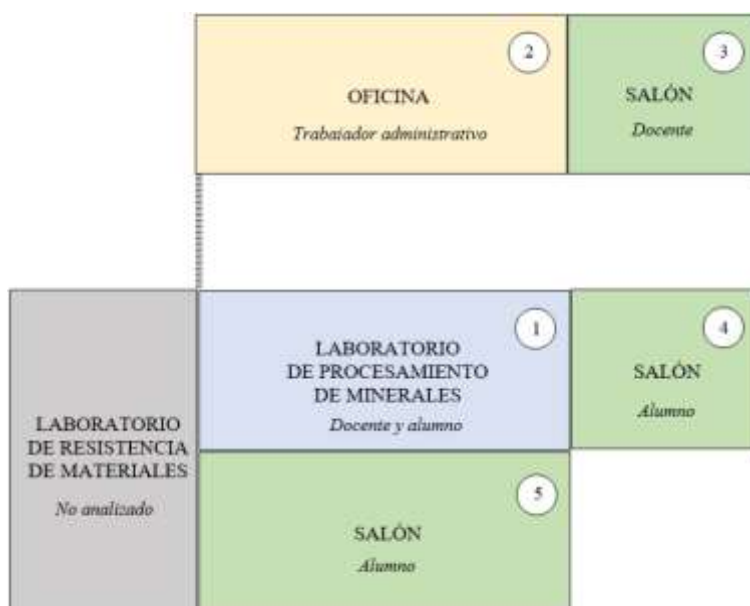 2
OFICINA
Trabaiador administrativo
3
SALÓN
Docente
1
LABORATORIO
DE PROCESAMIENTO
DE MINERALES
Docente y alumno
4
SALÓN
Alumno
LABORATORIO
DE RESISTENCIA
DE MATERIALES
No analizado
5
SALÓN
Alumno